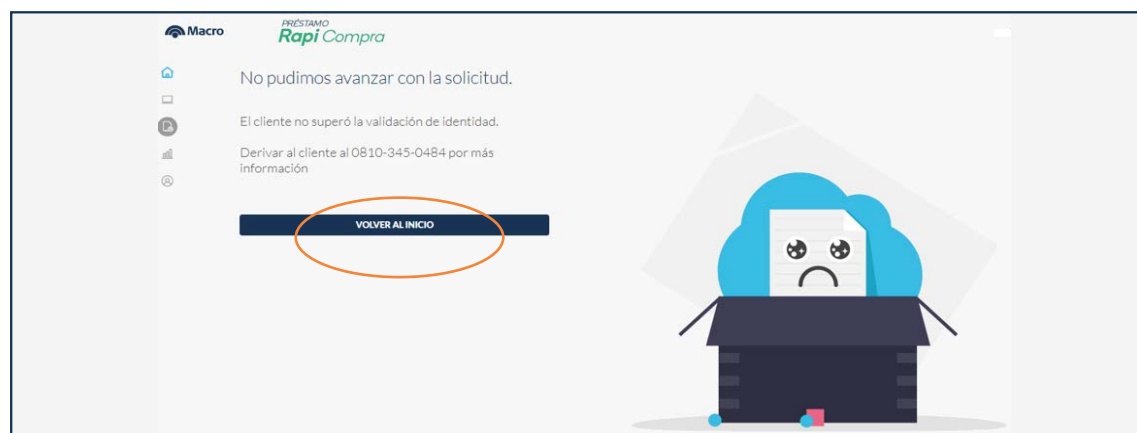 Macro
PRÉSTAMO
Rapi Compra
No pudimos avanzar con la solicitud.
El cliente no superó la validación de identidad.
Derivar al cliente al 0810-345-0484 por más
información
VOLVER AL INICIO